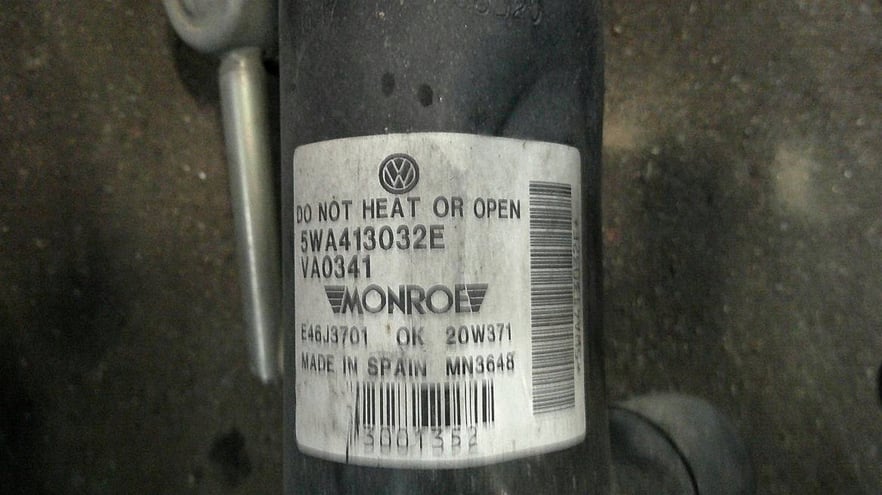 DO NOT HEAT OR OPEN
5WA413032E
VA0341
MONROE
E46J3701 OK 20W371
MADE IN SPAIN MN3648
3001352